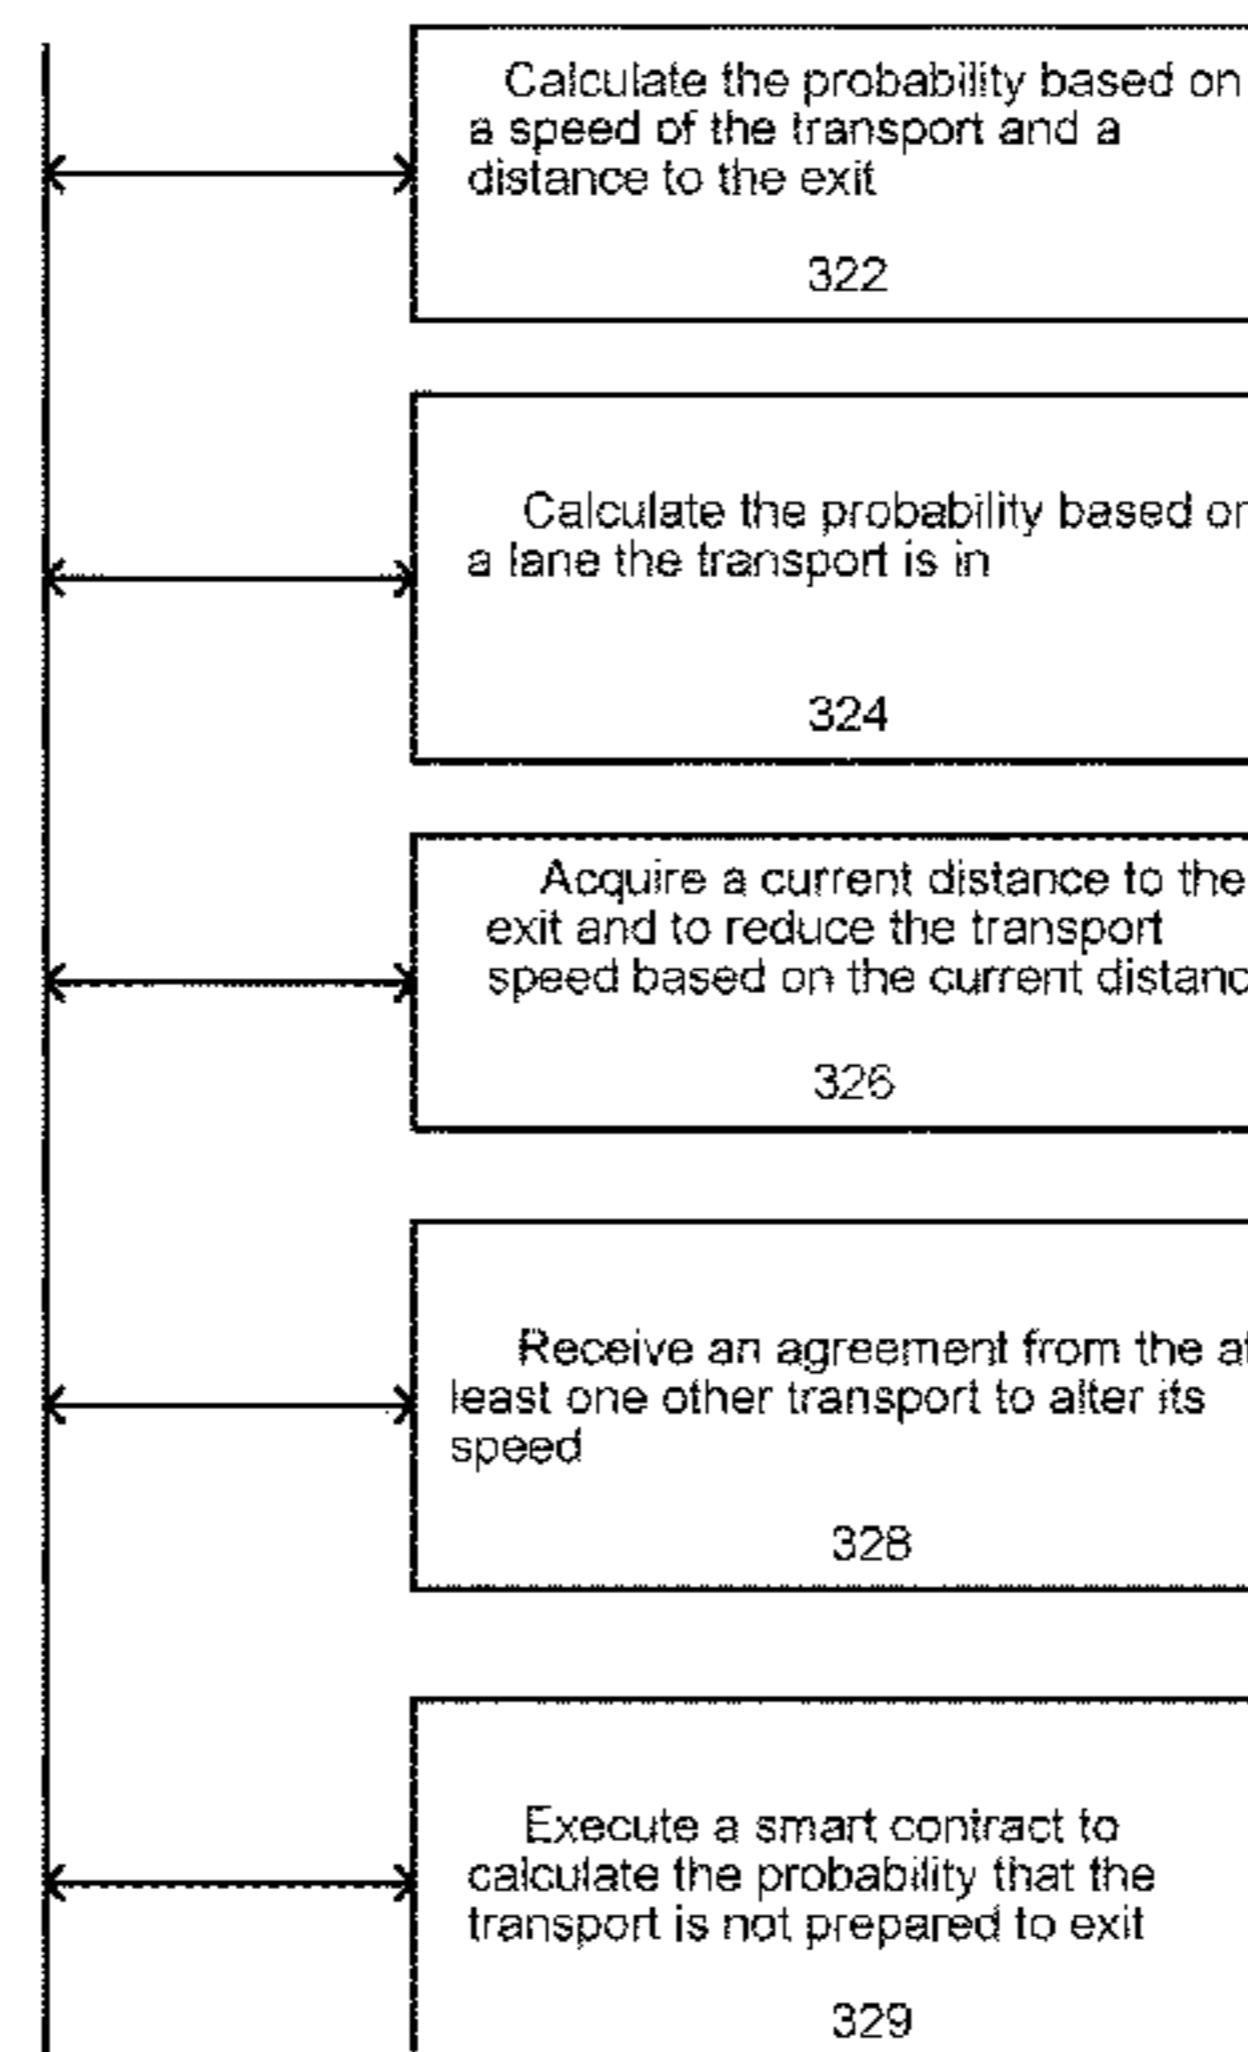 Calculate the probability based on
a speed of the transport and a
distance to the exit
322
Calculate the probability based on
a lane the transport is in
324
Acquire a current distance to the
exit and to reduce the transport
speed based on the current distanc
326
Receive an agreement from the at
least one other transport to alter its
speed
328
Execute a smart contract to
calculate the probability that the
transport is not prepared to exit
329